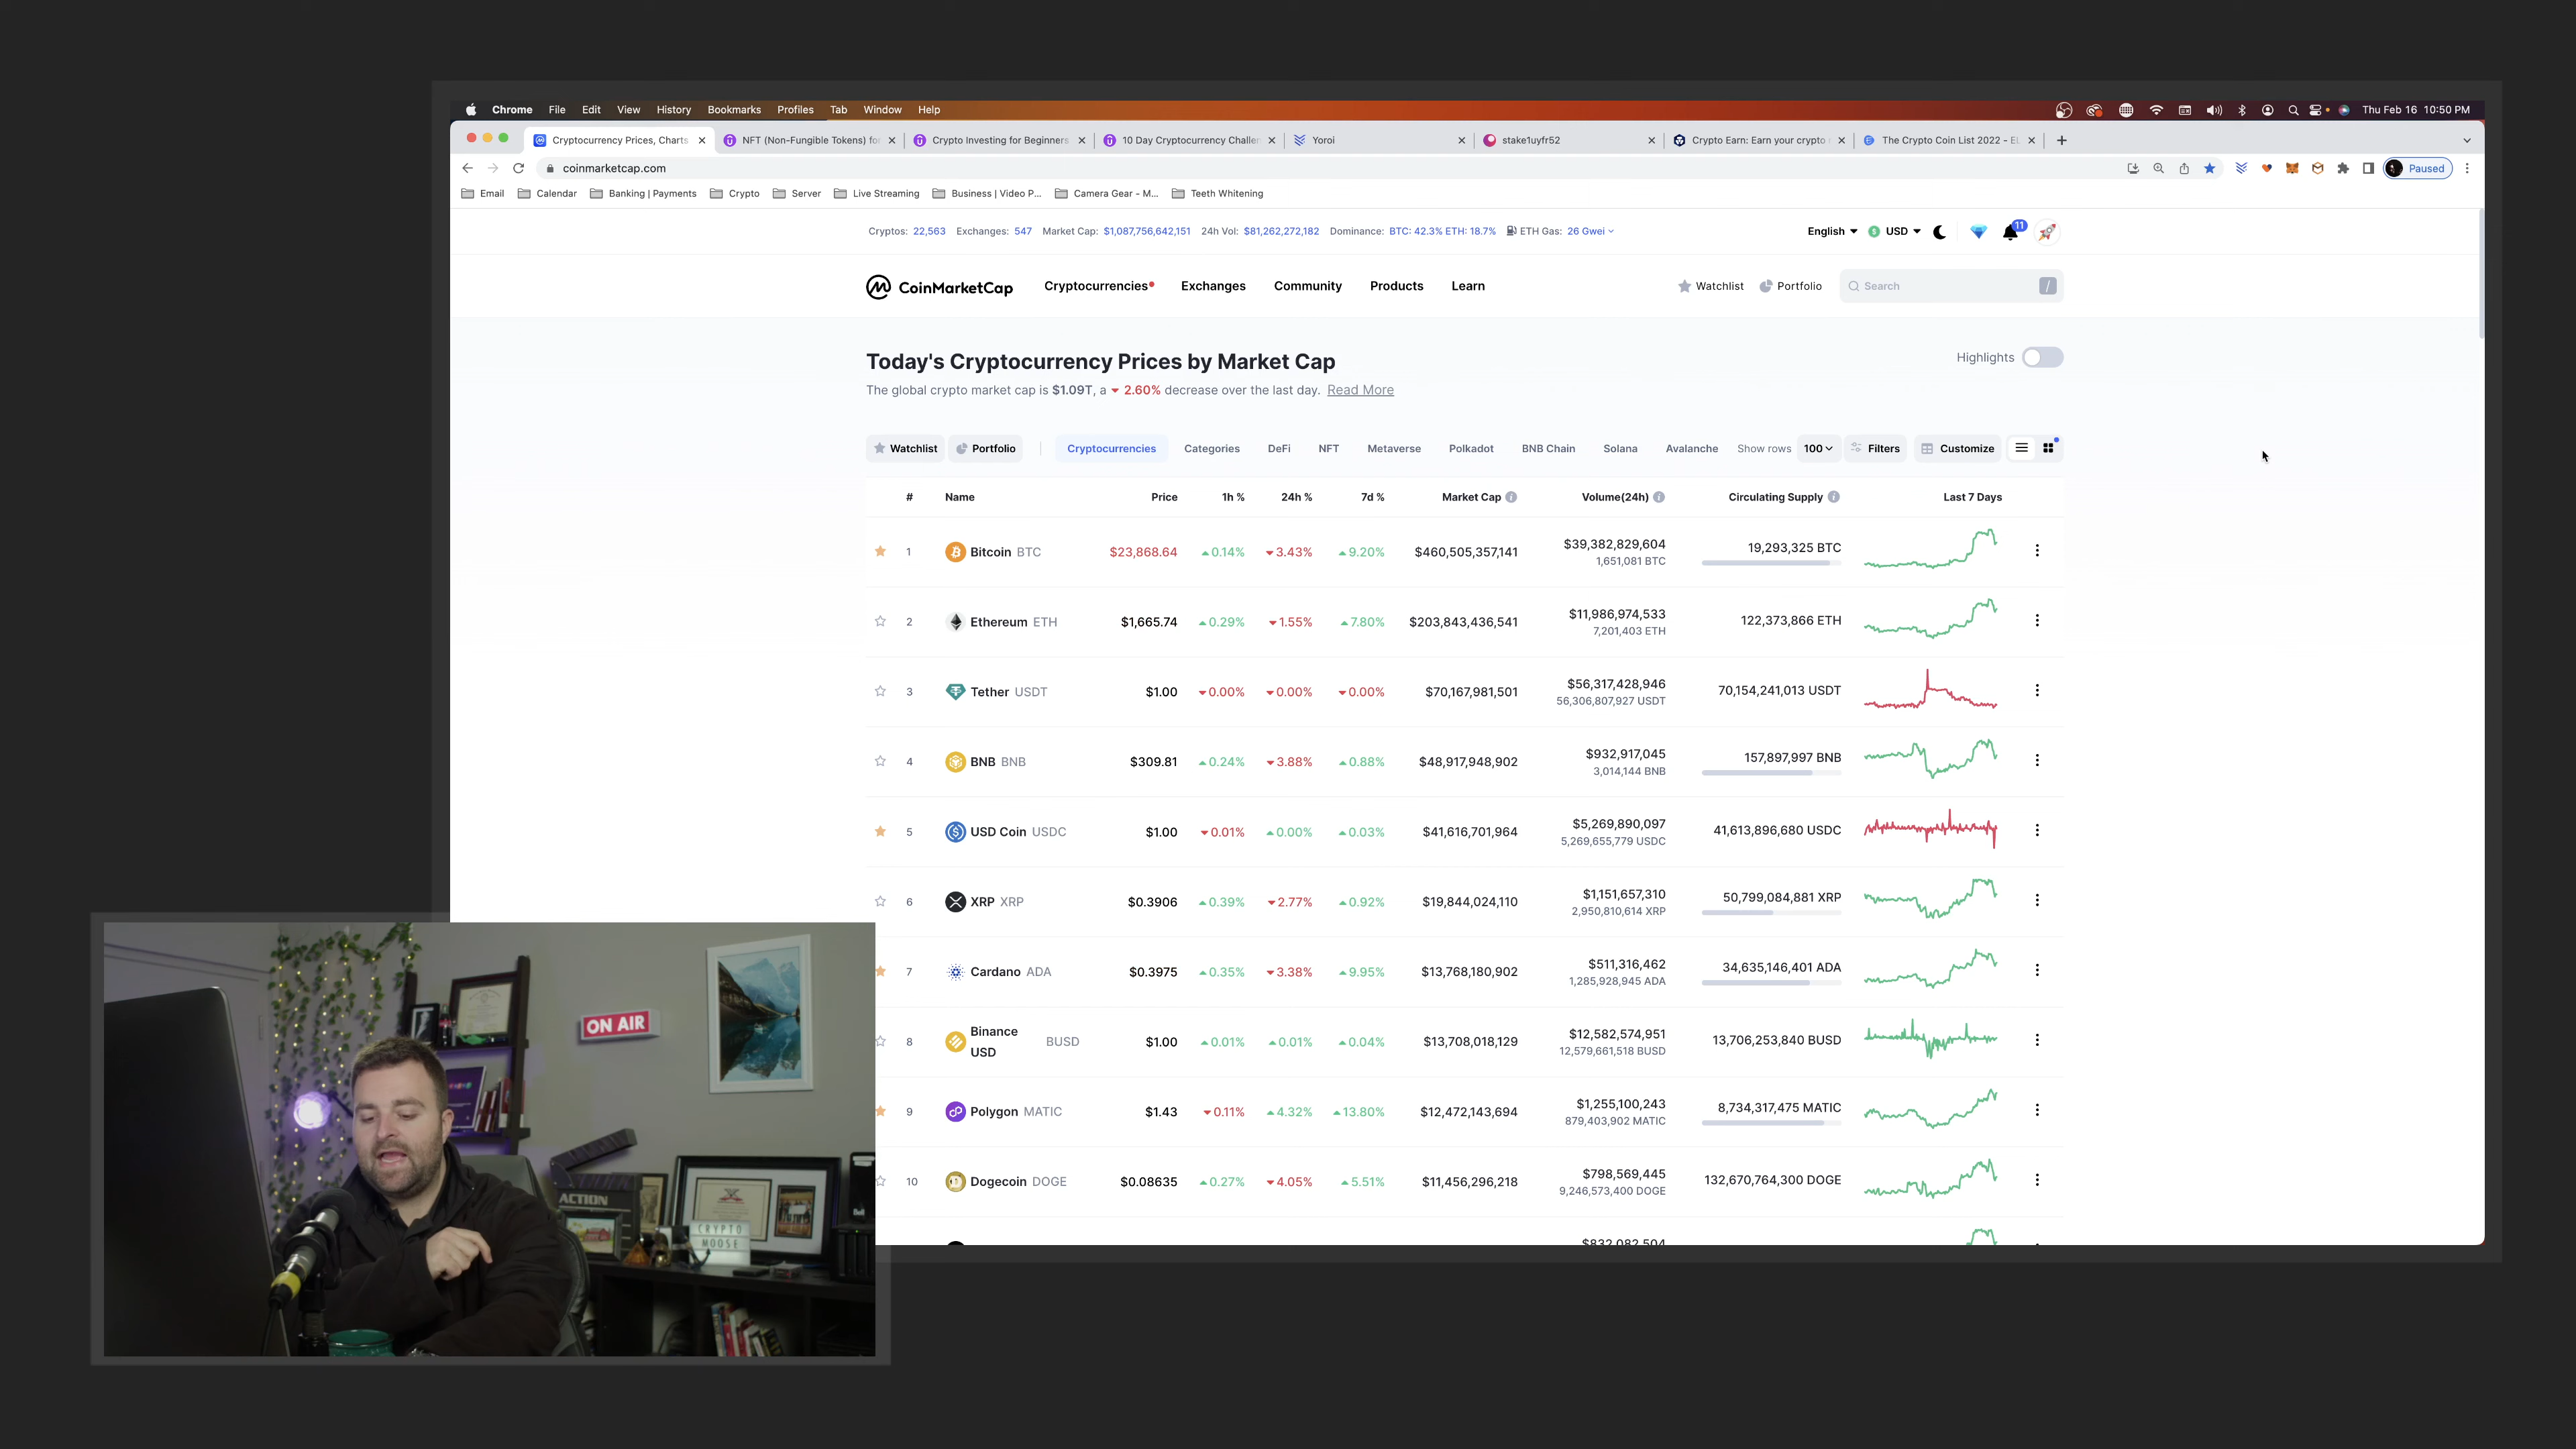 Chrome File Edit View History Bookmarks Profiles Tab Window Help Thu Feb 16 10:50 PM
Cryptocurrency Prices, Charts NFT (Non-Fungible Tokens) fo Crypto Investing for Beginners 10 Day Cryptocurrency Challen Yoroi stake1uyfr52 Crypto Earn: Earn your crypto The Crypto Coin List 2022 - EL
coinmarketcap.com Paused
Email Calendar Banking | Payments Crypto Server Live Streaming Business | Video P... Camera Gear - M... Teeth Whitening
Cryptos: 22,563 Exchanges: 547 Market Cap: $1,087,756,642,151 24h Vol: $81,262,272,182 Dominance: BTC: 42.3% ETH: 18.7% ETH Gas: 26 Gwei English USD 11
CoinMarketCap Cryptocurrencies Exchanges Community Products Learn Watchlist Portfolio Search /
Today's Cryptocurrency Prices by Market Cap Highlights
The global crypto market cap is $1.09T, a 2.60% decrease over the last day. Read More
Watchlist Portfolio Cryptocurrencies Categories DeFi NFT Metaverse Polkadot BNB Chain Solana Avalanche Show rows 100 Filters Customize
# Name Price 1h % 24h % 7d % Market Cap Volume(24h) Circulating Supply Last 7 Days
1 Bitcoin BTC $23,868.64 0.14% 3.43% 9.20% $460,505,357,141 $39,382,829,604 19,293,325 BTC
1,651,081 BTC
2 Ethereum ETH $1,665.74 0.29% 1.55% 7.80% $203,843,436,541 $11,986,974,533 122,373,866 ETH
7,201,403 ETH
3 Tether USDT $1.00 0.00% 0.00% 0.00% $70,167,981,501 $56,317,428,946 70,154,241,013 USDT
56,306,807,927 USDT
4 BNB BNB $309.81 0.24% 3.88% 0.88% $48,917,948,902 $932,917,045 157,897,997 BNB
3,014,144 BNB
5 USD Coin USDC $1.00 0.01% 0.00% 0.03% $41,616,701,964 $5,269,890,097 41,613,896,680 USDC
5,269,655,779 USDC
6 XRP XRP $0.3906 0.39% 2.77% 0.92% $19,844,024,110 $1,151,657,310 50,799,084,881 XRP
2,950,810,614 XRP
7 Cardano ADA $0.3975 0.35% 3.38% 9.95% $13,768,180,902 $511,316,462 34,635,146,401 ADA
1,285,928,945 ADA
8 Binance USD BUSD $1.00 0.01% 0.01% 0.04% $13,708,018,129 $12,582,574,951 13,706,253,840 BUSD
12,579,661,518 BUSD
9 Polygon MATIC $1.43 0.11% 4.32% 13.80% $12,472,143,694 $1,255,100,243 8,734,317,475 MATIC
879,403,902 MATIC
10 Dogecoin DOGE $0.08635 0.27% 4.05% 5.51% $11,456,296,218 $798,569,445 132,670,764,300 DOGE
9,246,573,400 DOGE
$832,082,504
ON AIR
ACTION
CRYPTO
MOOSE